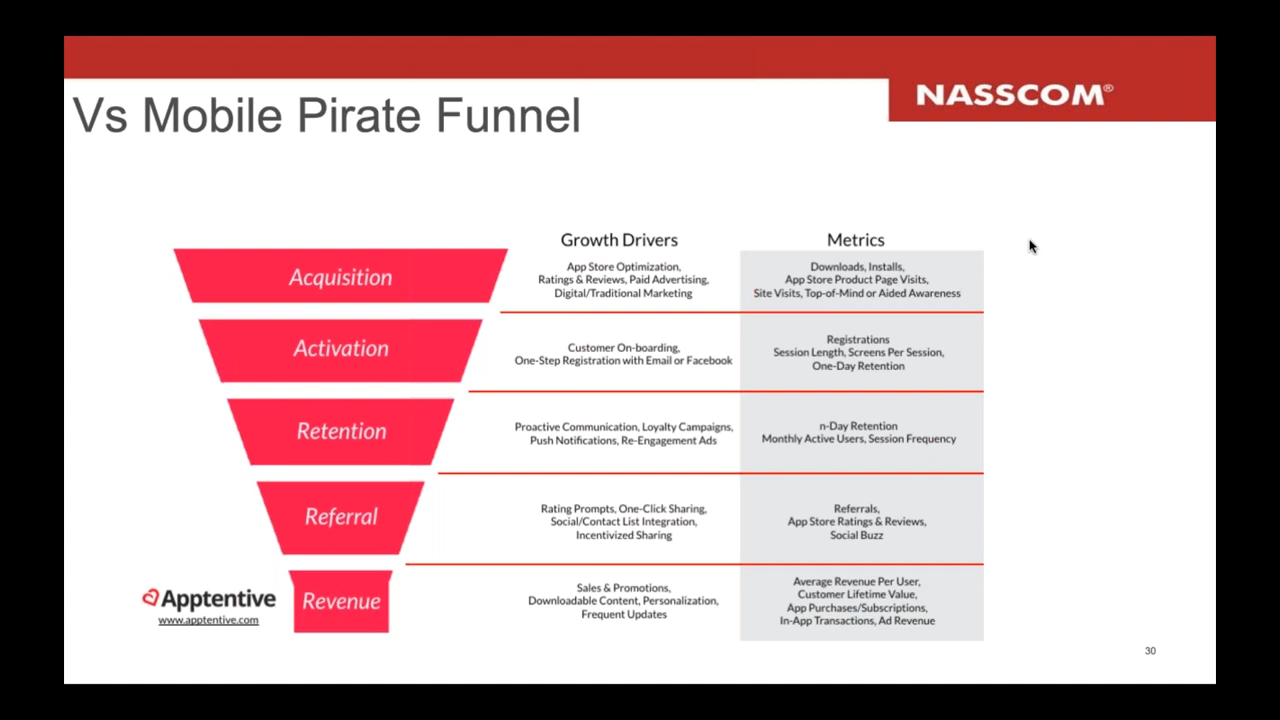 NASSCOM®
Vs Mobile Pirate Funnel
Growth Drivers
Metrics
Acquisition
App Store Optimization,
Ratings & Reviews, Paid Advertising,
Digital/Traditional Marketing
Downloads, Installs,
App Store Product Page Visits,
Site Visits, Top-of-Mind or Aided Awareness
Activation
Customer On-boarding,
One-Step Registration with Email or Facebook
Registrations
Session Length, Screens Per Session,
One-Day Retention
Retention
Proactive Communication, Loyalty Campaigns,
Push Notifications, Re-Engagement Ads
n-Day Retention
Monthly Active Users, Session Frequency
Referral
Rating Prompts, One-Click Sharing,
Social/Contact List Integration,
Incentivized Sharing
Referrals,
App Store Ratings & Reviews,
Social Buzz
Revenue
Sales & Promotions,
Downloadable Content, Personalization,
Frequent Updates
Average Revenue Per User,
Customer Lifetime Value,
App Purchases/Subscriptions,
In-App Transactions, Ad Revenue
Apptentive
www.apptentive.com
30